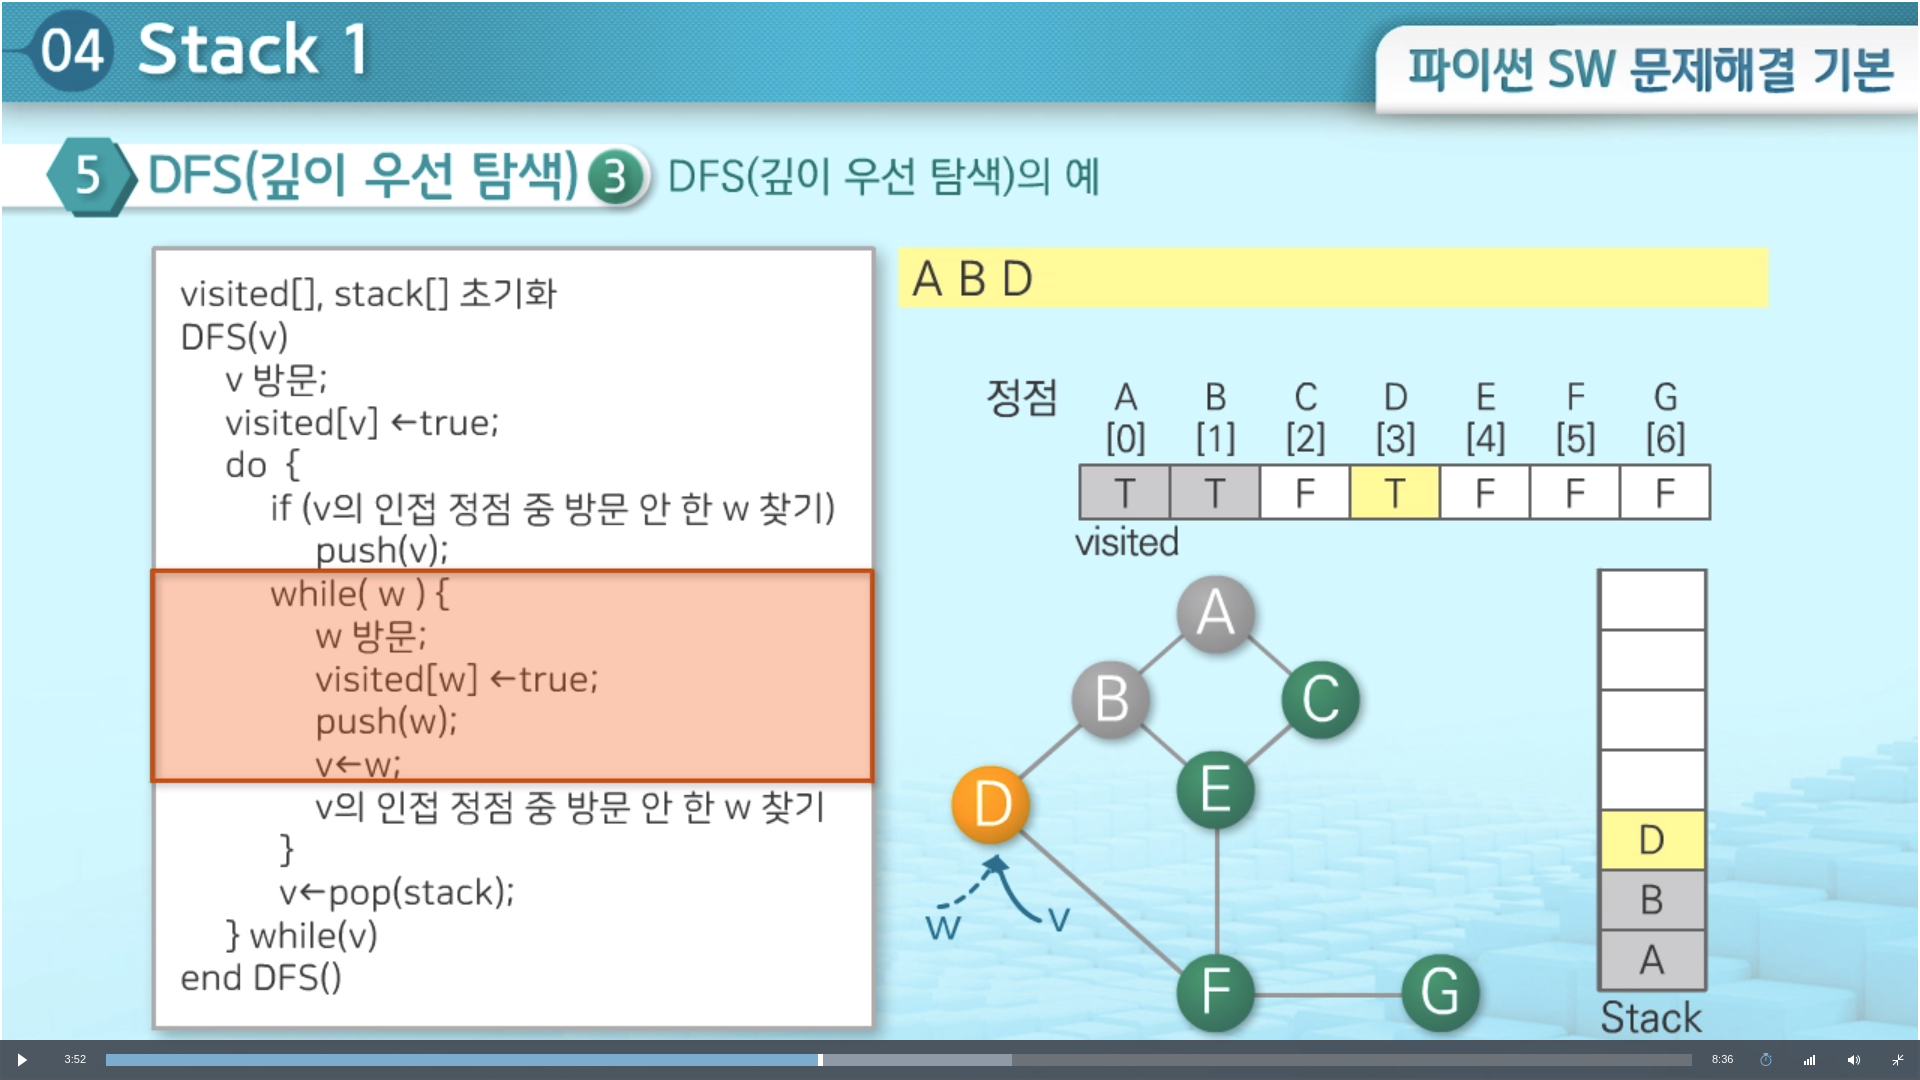 04 Stack 1
파이썬 SW 문제해결 기본
5 DFS(깊이 우선 탐색) 3 DFS(깊이 우선 탐색)의 예
visited[], stack[] 초기화
DFS(v)
v 방문;
visited[v] ←true;
do {
if (v의 인접 정점 중 방문 안 한 w 찾기)
push(v);
while( w ) {
w 방문;
visited[w] ←true;
push(w);
v←w;
v의 인접 정점 중 방문 안 한 w 찾기
}
v←pop(stack);
} while(v)
end DFS()
A B D
정점 A B C D E F G
[0] [1] [2] [3] [4] [5] [6]
T T F T F F F
visited
A
B C
D E
w v
F G
D
B
A
Stack
3:52 8:36